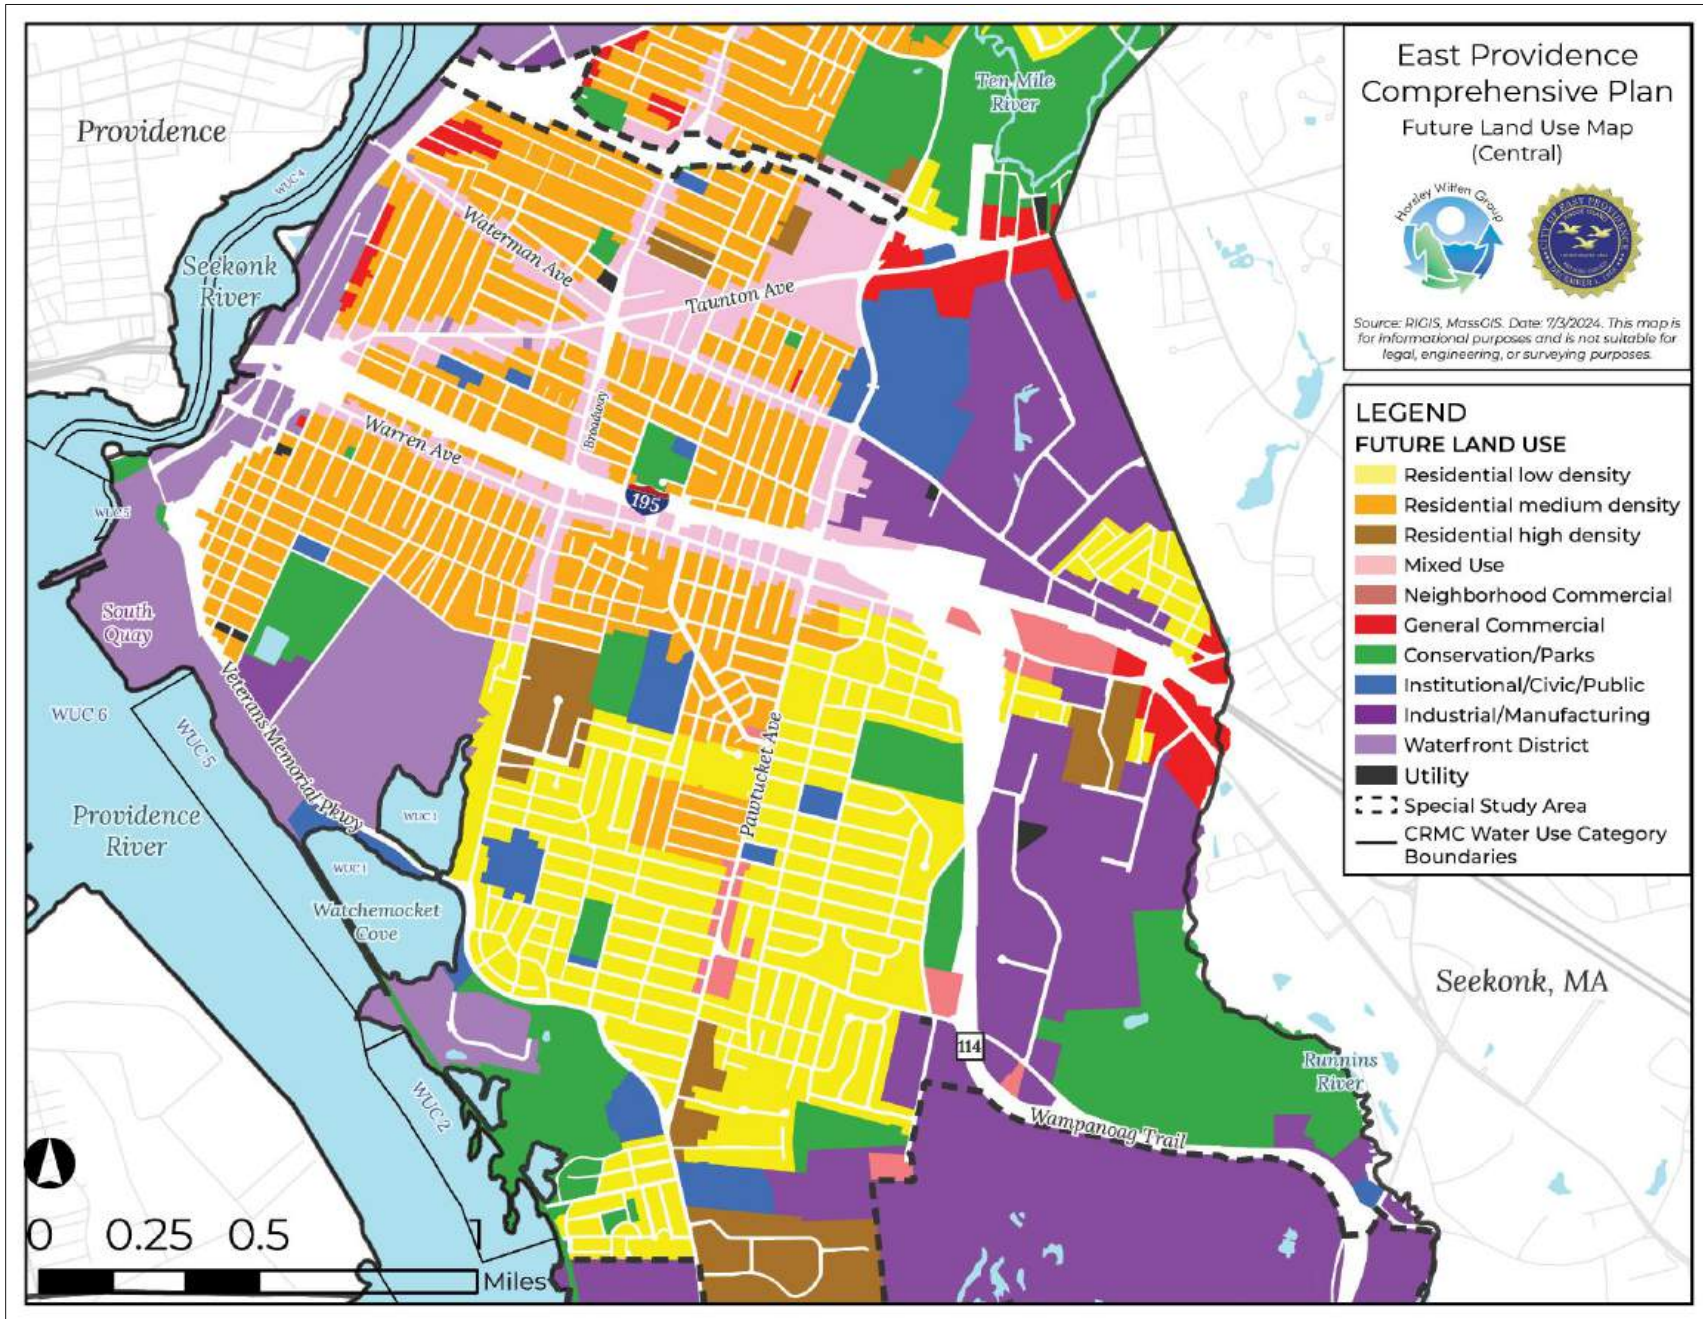 East Providence
Comprehensive Plan
Future Land Use Map
(Central)
Horsley Witten Group
CITY OF EAST PROVIDENCE
Source: RIGIS, MassGIS. Date: 7/3/2024. This map is
for informational purposes and is not suitable for
legal, engineering, or surveying purposes.
LEGEND
FUTURE LAND USE
Residential low density
Residential medium density
Residential high density
Mixed Use
Neighborhood Commercial
General Commercial
Conservation/Parks
Institutional/Civic/Public
Industrial/Manufacturing
Waterfront District
Utility
Special Study Area
CRMC Water Use Category
Boundaries
Providence
Ten Mile
River
WUC 4
Waterman Ave
Seekonk
River
Taunton Ave
Broadway
Warren Ave
195
WUC 5
South
Quay
Veterans Memorial Pkwy
WUC 6
WUC 5
Pawtucket Ave
Providence
River
WUC 1
WUC 1
Watchemocket
Cove
Seekonk, MA
114
Runnins
River
WUC 2
Wampanoag Trail
0 0.25 0.5 1
Miles